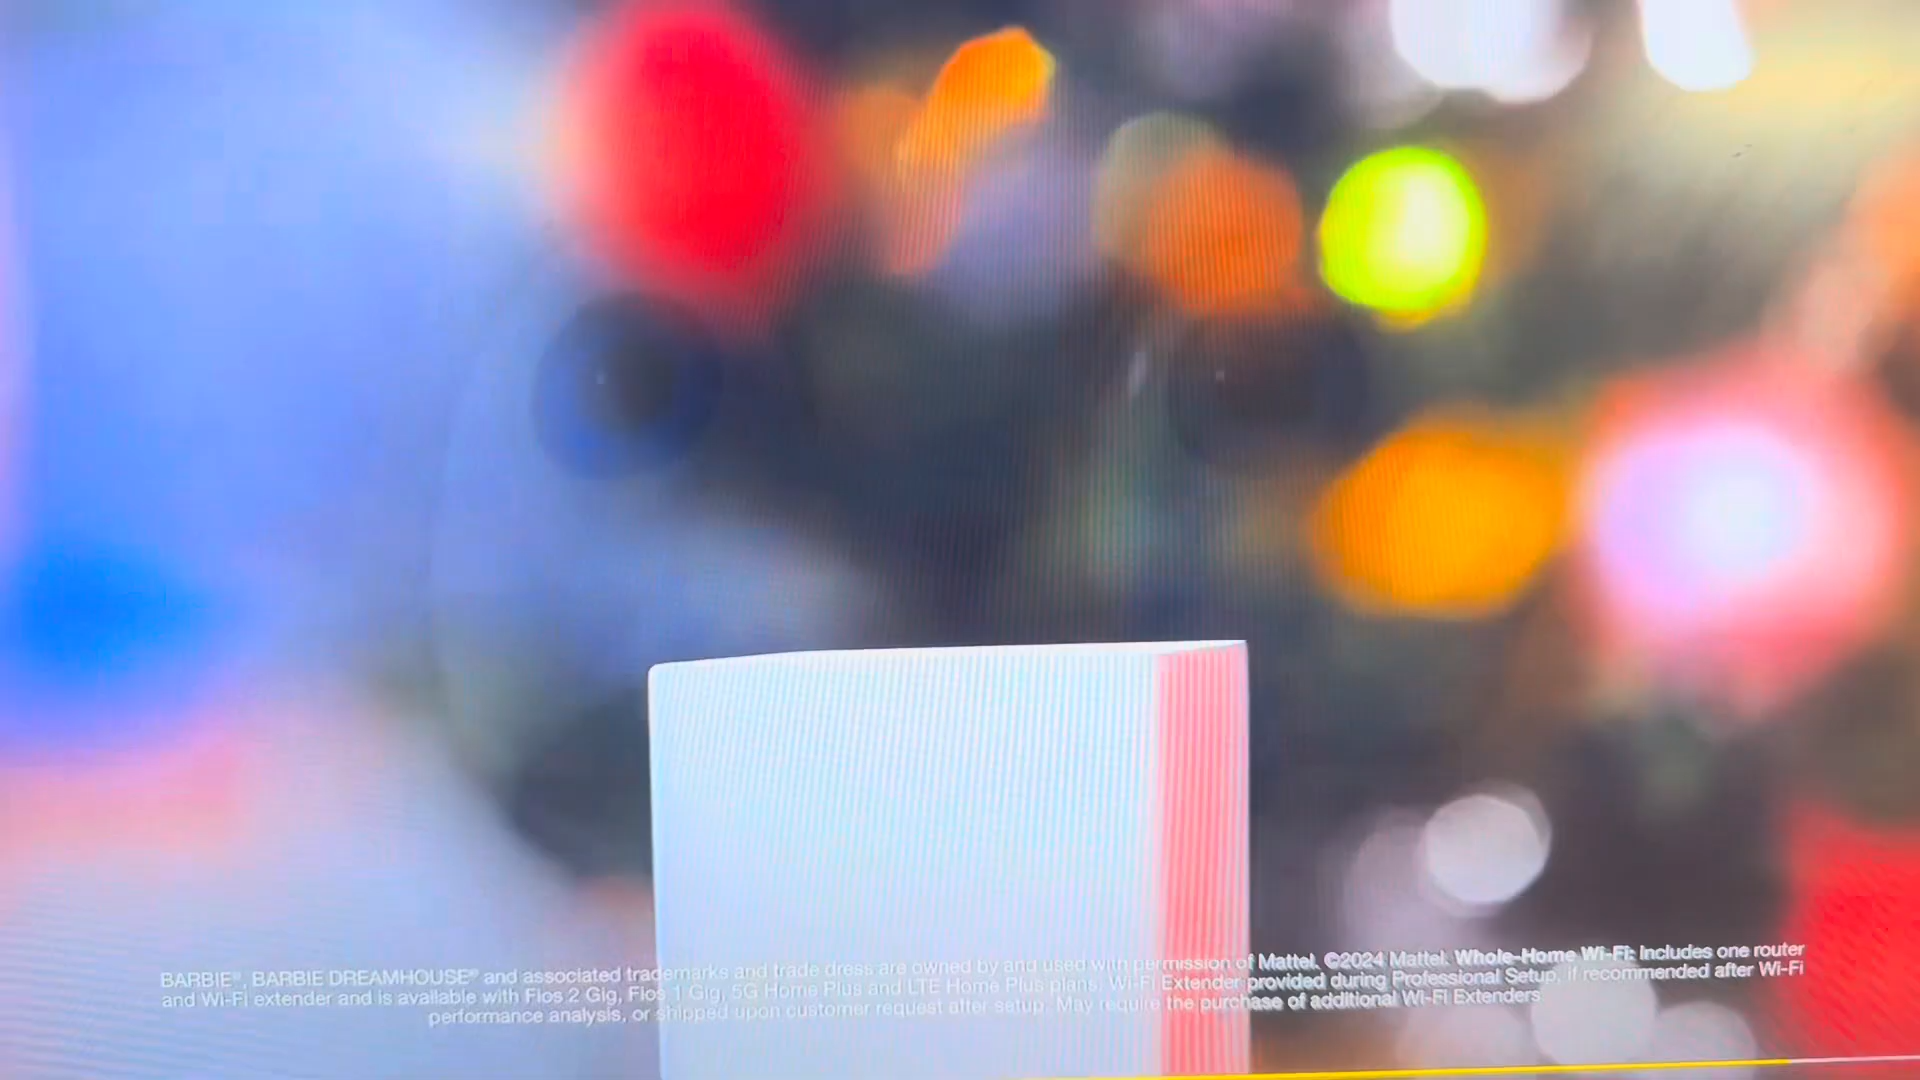 BARBIE®, BARBIE DREAMHOUSE® and associated trademarks and trade dress are owned by and used with permission of Mattel. ©2024 Mattel. Whole-Home Wi-Fi: Includes one router
and Wi-Fi extender and is available with Fios 2 Gig, Fios 1 Gig, 5G Home Plus and LTE Home Plus plans. Wi-Fi Extender provided during Professional Setup, if recommended after Wi-Fi
performance analysis, or shipped upon customer request after setup. May require the purchase of additional Wi-Fi Extenders.